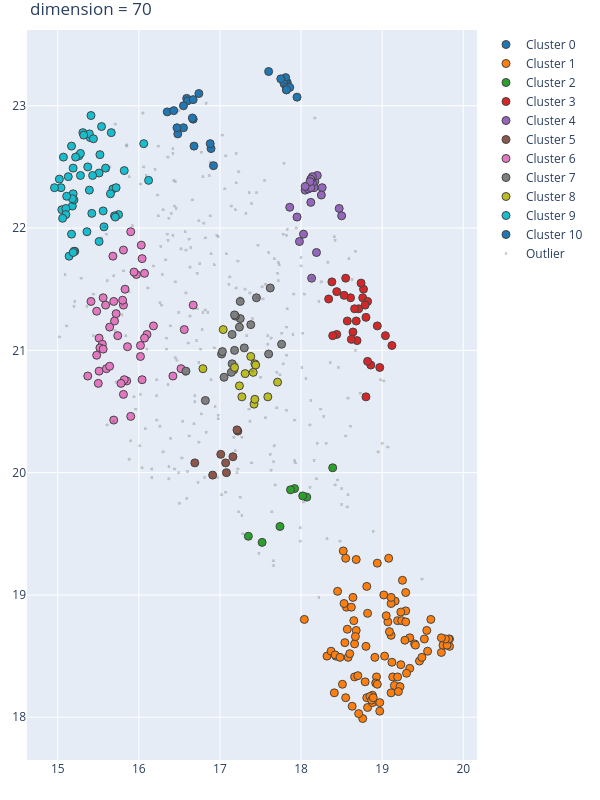 dimension = 70
Cluster 0
Cluster 1
Cluster 2
Cluster 3
Cluster 4
Cluster 5
Cluster 6
Cluster 7
Cluster 8
Cluster 9
Cluster 10
Outlier
23
22
21
20
19
18
15 16 17 18 19 20